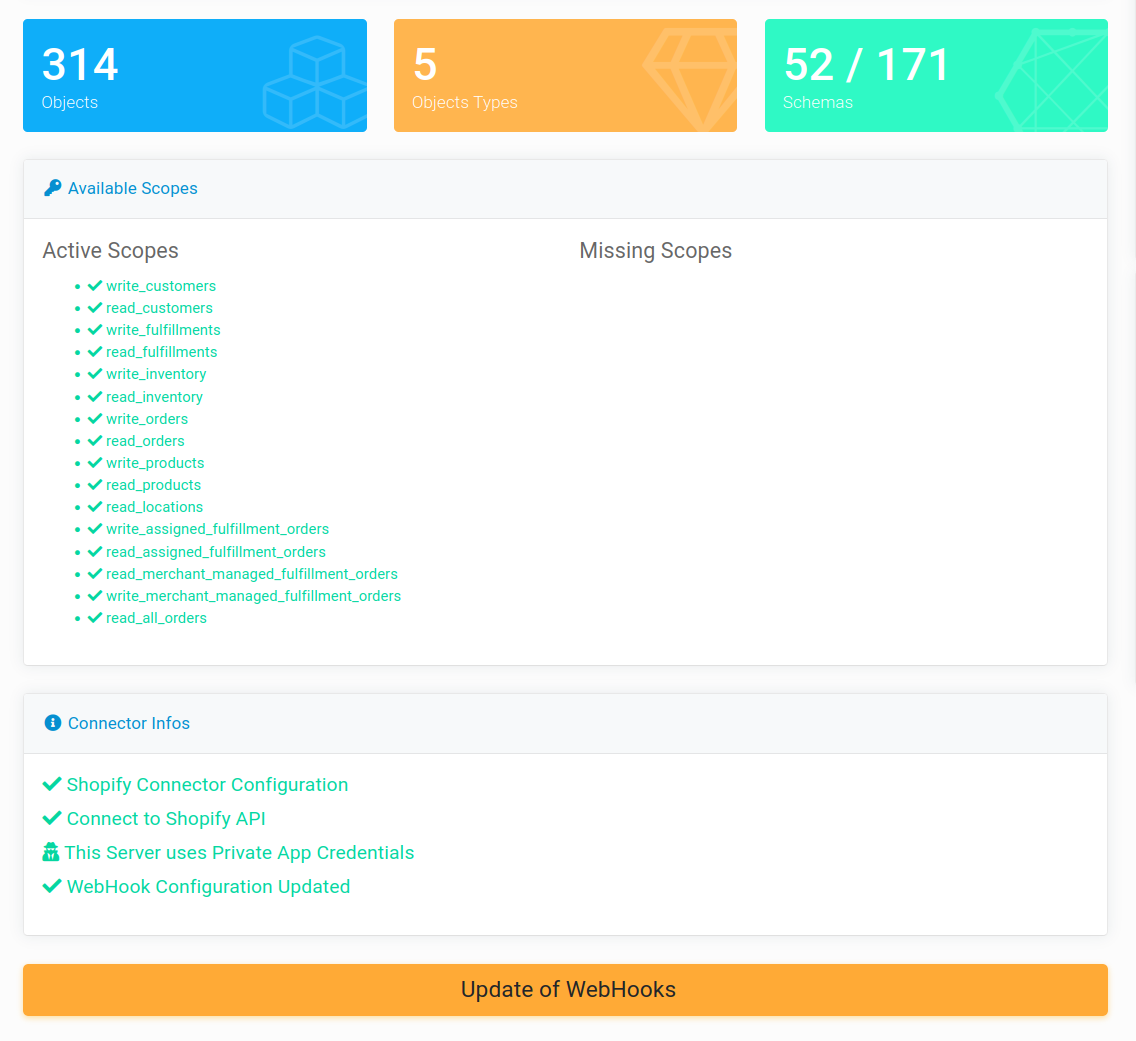 314
Objects
5
Objects Types
52 / 171
Schemas
Available Scopes
Active Scopes
write_customers
read_customers
write_fulfillments
read_fulfillments
write_inventory
read_inventory
write_orders
read_orders
write_products
read_products
read_locations
write_assigned_fulfillment_orders
read_assigned_fulfillment_orders
read_merchant_managed_fulfillment_orders
write_merchant_managed_fulfillment_orders
read_all_orders
Missing Scopes
Connector Infos
Shopify Connector Configuration
Connect to Shopify API
This Server uses Private App Credentials
WebHook Configuration Updated
Update of WebHooks